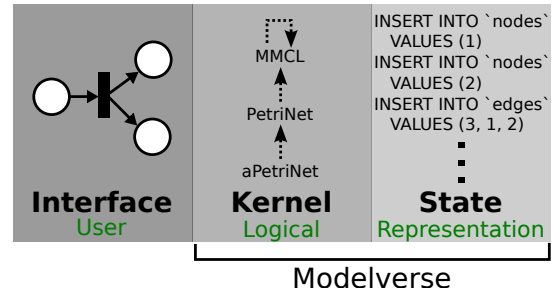 INSERT INTO `nodes`
VALUES (1)
INSERT INTO `nodes`
VALUES (2)
INSERT INTO `edges`
VALUES (3, 1, 2)
MMCL
PetriNet
aPetriNet
Interface
User
Kernel
Logical
State
Representation
Modelverse